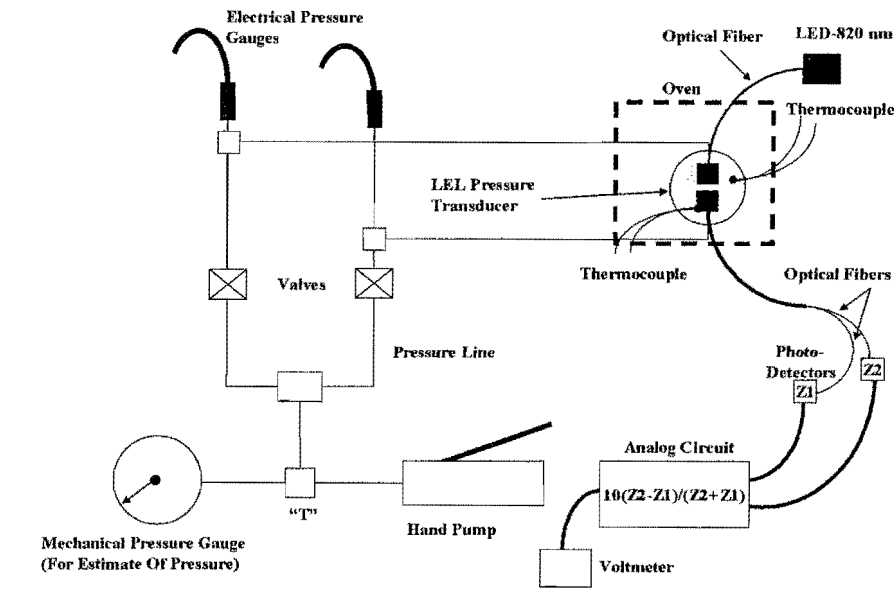 Electrical Pressure
Gauges
Optical Fiber
LED-820 nm
Oven
Thermocouple
LEL Pressure
Transducer
Thermocouple
Optical Fibers
Valves
Pressure Line
Photo-
Detectors
Z1
Z2
Analog Circuit
10(Z2-Z1)/(Z2+Z1)
"T"
Hand Pump
Mechanical Pressure Gauge
(For Estimate Of Pressure)
Voltmeter